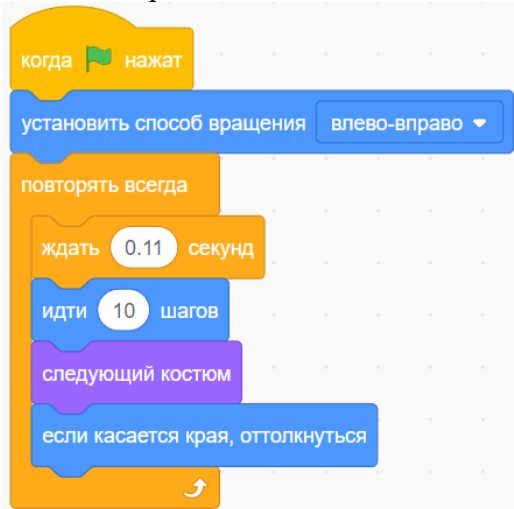 когда нажат
установить способ вращения влево-вправо
повторять всегда
ждать 0.11 секунд
идти 10 шагов
следующий костюм
если касается края, оттолкнуться